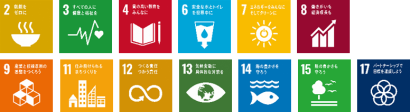 2 飢餓を
ゼロに
3 すべての人に
健康と福祉を
4 質の高い教育を
みんなに
6 安全な水とトイレ
を世界中に
7 エネルギーをみんなに
そしてクリーンに
8 働きがいも
経済成長も
9 産業と技術革新の
基盤をつくろう
11 住み続けられる
まちづくりを
12 つくる責任
つかう責任
13 気候変動に
具体的な対策を
14 海の豊かさを
守ろう
15 陸の豊かさも
守ろう
17 パートナーシップで
目標を達成しよう